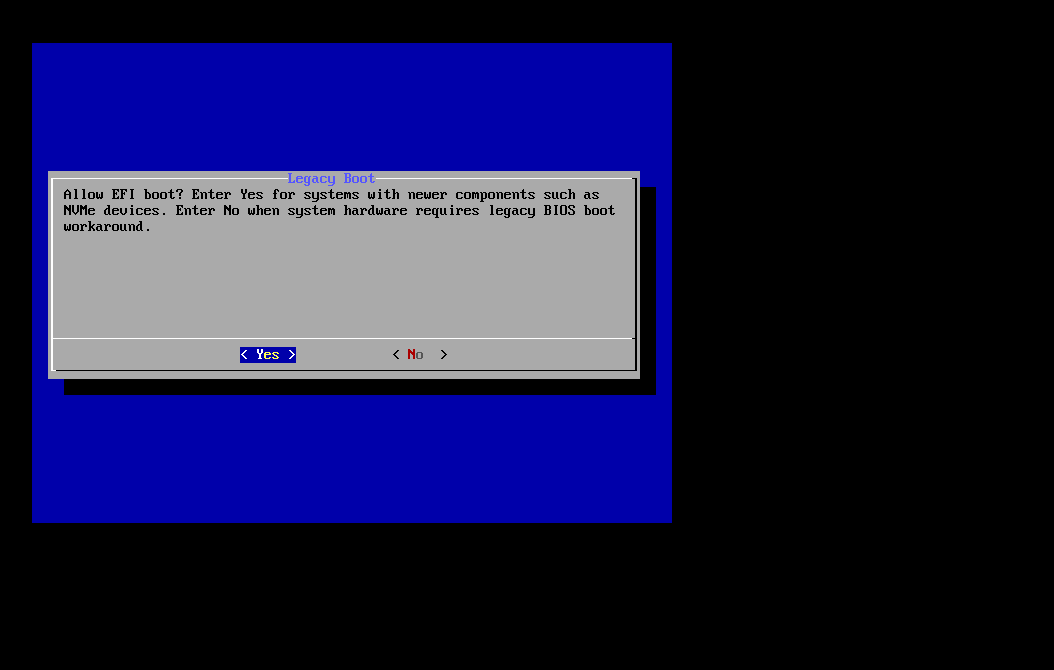 Legacy Boot
Allow EFI boot? Enter Yes for systems with newer components such as
NVMe devices. Enter No when system hardware requires legacy BIOS boot
workaround.
< Yes > < No >